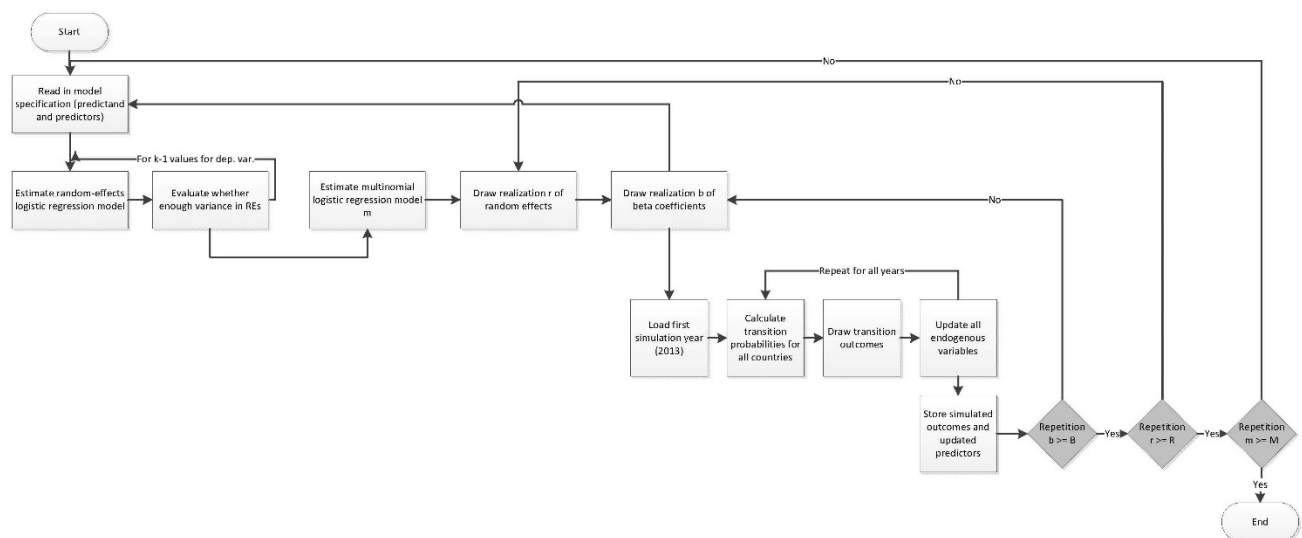 Start
No
No
Read in model
specification (predictand
and predictors)
For k-1 values for dep. var.
Estimate random-effects
logistic regression model
Evaluate whether
enough variance in REs
Estimate multinomial
logistic regression model
m
Draw realization r of
random effects
Draw realization b of
beta coefficients
No
Repeat for all years
Load first
simulation year
(2013)
Calculate
transition
probabilities for
all countries
Draw transition
outcomes
Update all
endogenous
variables
Store simulated
outcomes and
updated
predictors
Repetition
b >= B
Yes
Repetition
r >= R
Yes
Repetition
m >= M
Yes
End